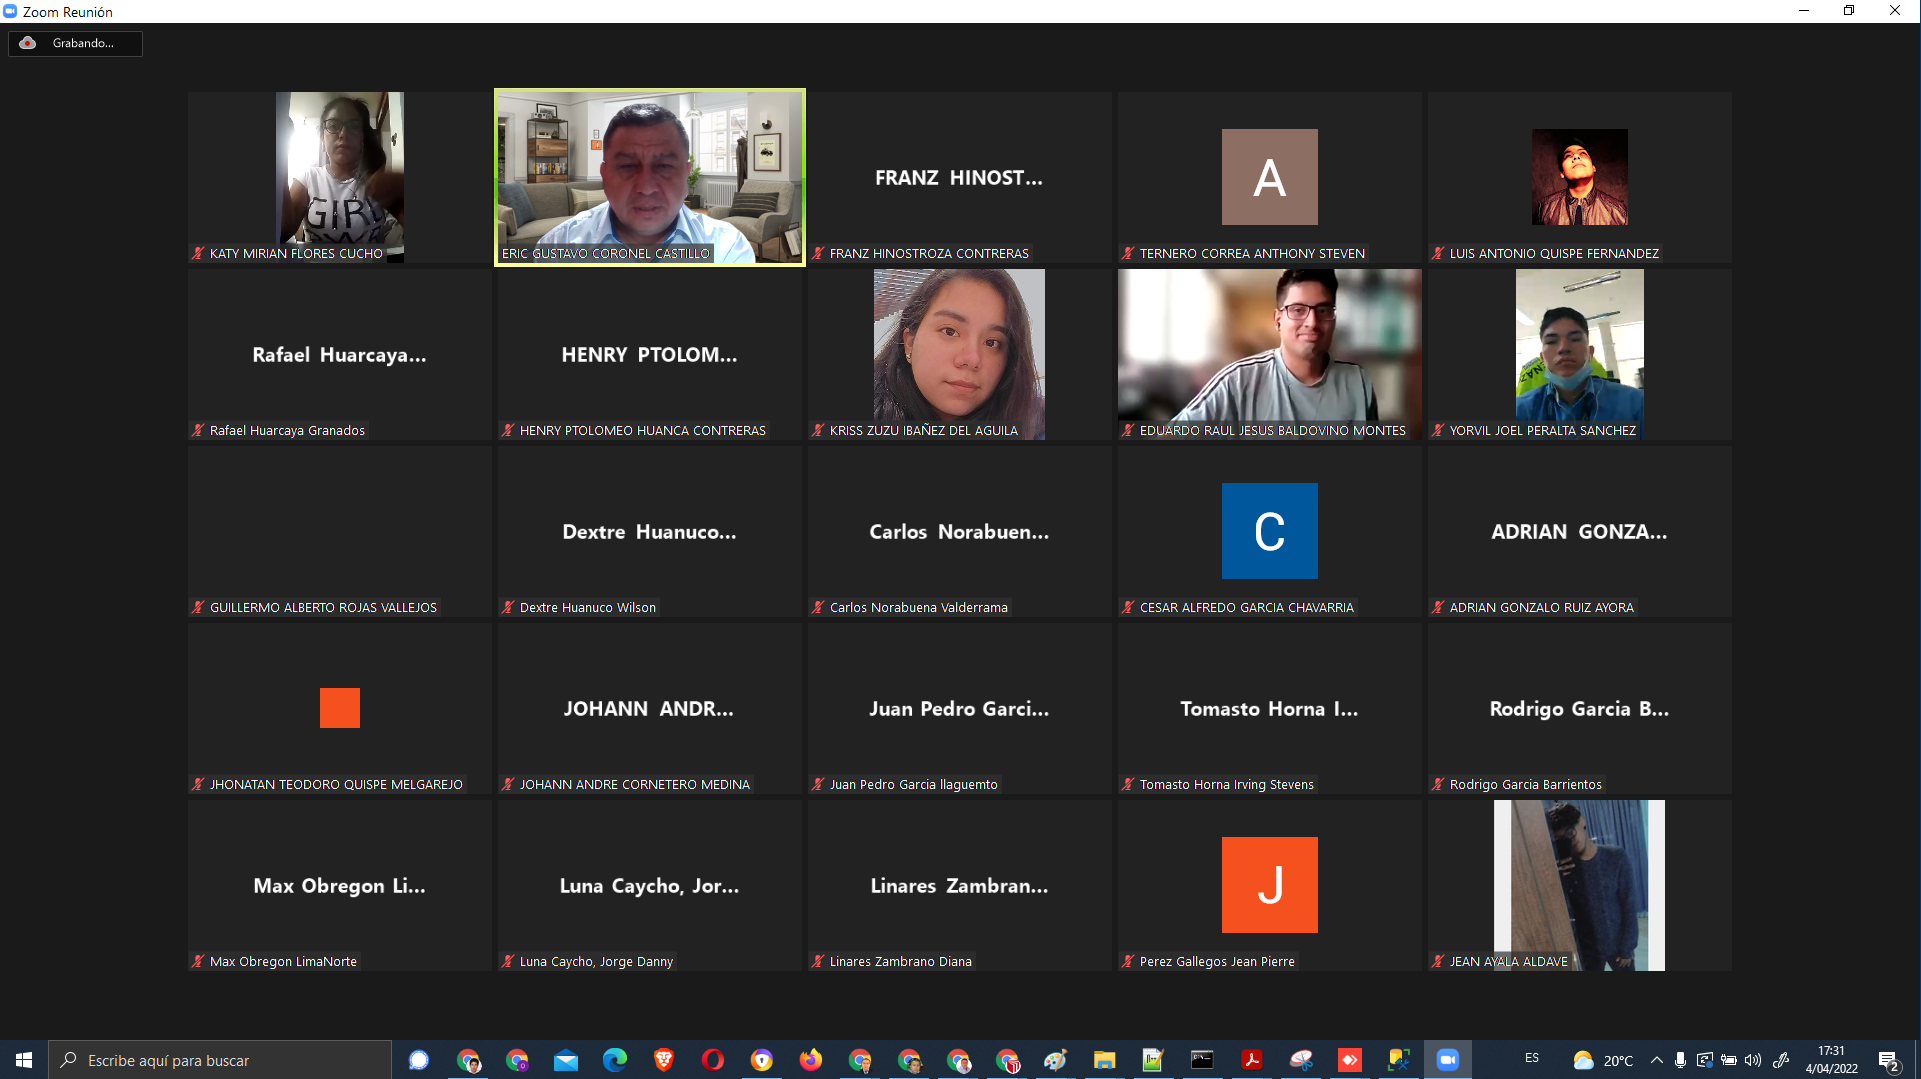 Zoom Reunión
Grabando...
KATY MIRIAN FLORES CUCHO
ERIC GUSTAVO CORONEL CASTILLO
FRANZ HINOST...
FRANZ HINOSTROZA CONTRERAS
A
TERNERO CORREA ANTHONY STEVEN
LUIS ANTONIO QUISPE FERNANDEZ
Rafael Huarcaya...
Rafael Huarcaya Granados
HENRY PTOLOM...
HENRY PTOLOMEO HUANCA CONTRERAS
KRISS ZUZU IBAÑEZ DEL AGUILA
EDUARDO RAUL JESUS BALDOVINO MONTES
YORVIL JOEL PERALTA SANCHEZ
GUILLERMO ALBERTO ROJAS VALLEJOS
Dextre Huanuco...
Dextre Huanuco Wilson
Carlos Norabuen...
Carlos Norabuena Valderrama
C
CESAR ALFREDO GARCIA CHAVARRIA
ADRIAN GONZA...
ADRIAN GONZALO RUIZ AYORA
JHONATAN TEODORO QUISPE MELGAREJO
JOHANN ANDR...
JOHANN ANDRE CORNETERO MEDINA
Juan Pedro Garci...
Juan Pedro Garcia llaguemto
Tomasto Horna I...
Tomasto Horna Irving Stevens
Rodrigo Garcia B...
Rodrigo Garcia Barrientos
Max Obregon Li...
Max Obregon LimaNorte
Luna Caycho, Jor...
Luna Caycho, Jorge Danny
Linares Zambran...
Linares Zambrano Diana
J
Perez Gallegos Jean Pierre
JEAN AYALA ALDAVE
GIRL
Escribe aquí para buscar
ES
20°C
17:31
4/04/2022
2